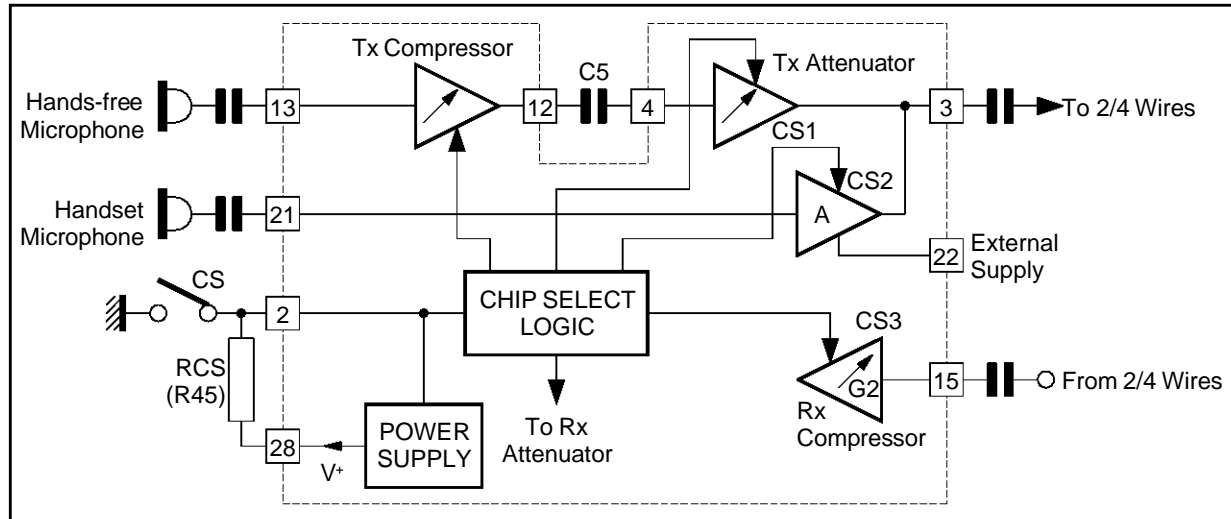 Tx Compressor
C5
Tx Attenuator
Hands-free
Microphone
13
12
4
3
To 2/4 Wires
CS1
CS2
Handset
Microphone
21
A
22
External
Supply
CS
2
CHIP SELECT
LOGIC
CS3
RCS
(R45)
G2
15
From 2/4 Wires
Rx
Compressor
28
V+
POWER
SUPPLY
To Rx
Attenuator